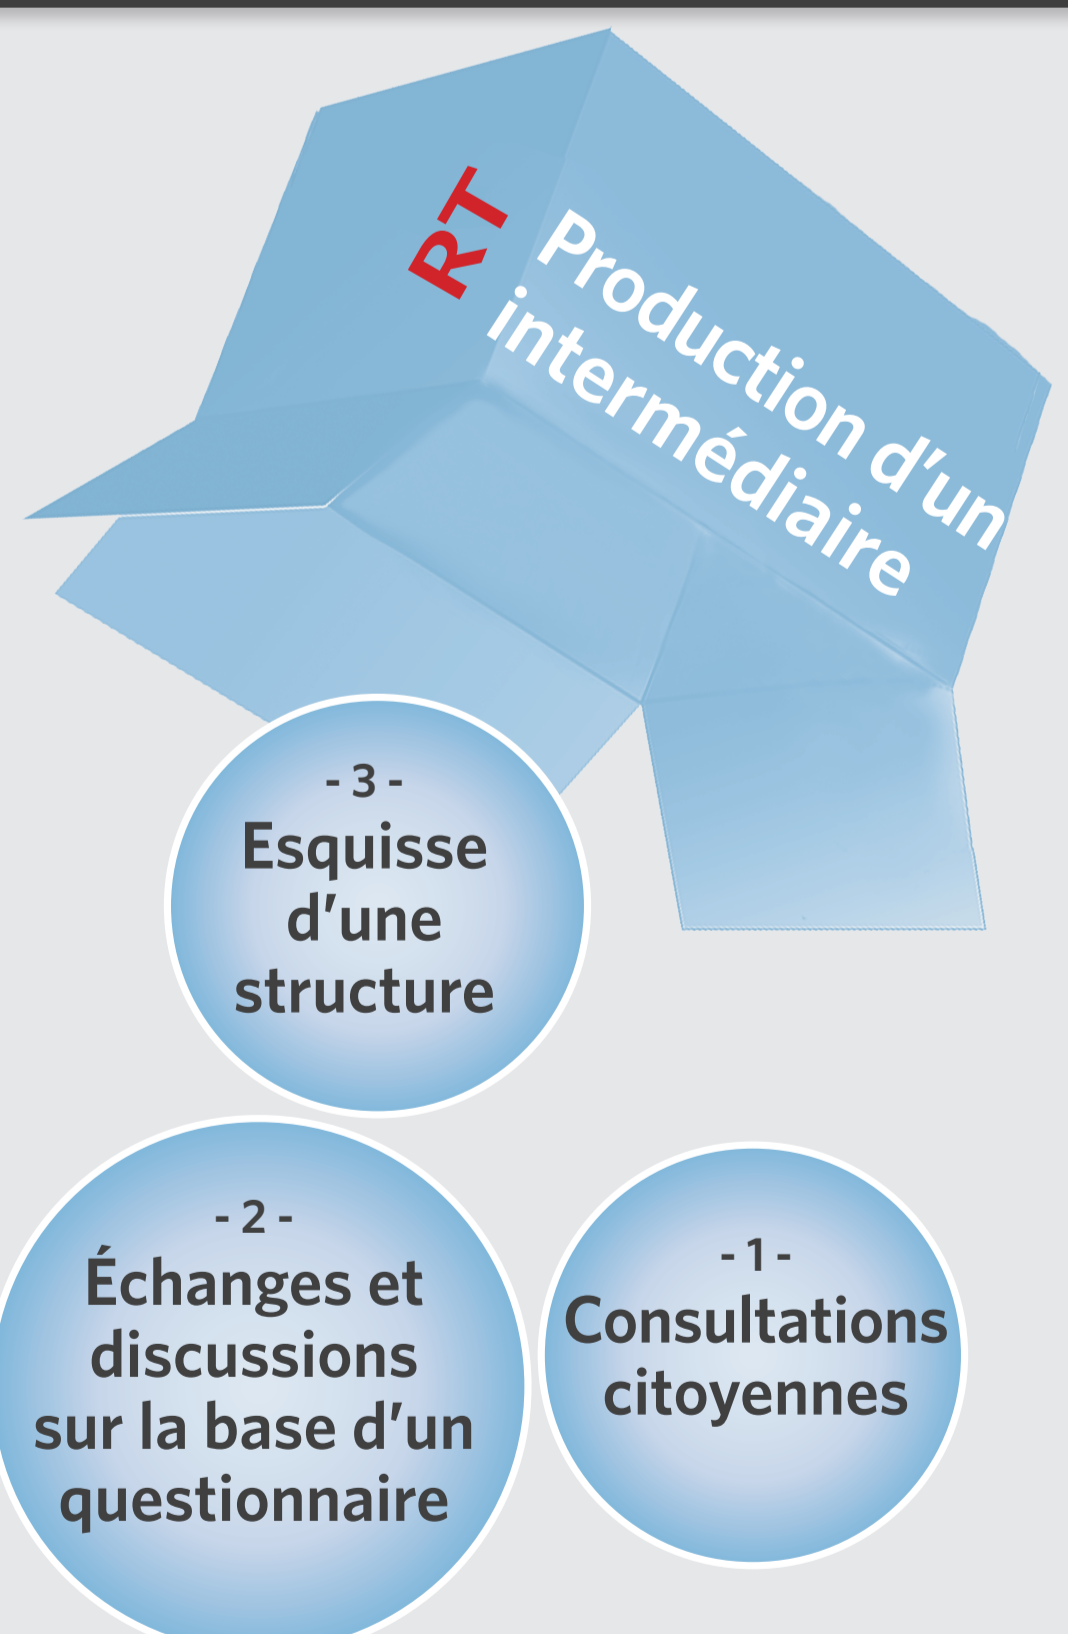 RT
Production d'un
intermédiaire
- 3 -
Esquisse
d'une
structure
- 2 -
Échanges et
discussions
sur la base d'un
questionnaire
- 1 -
Consultations
citoyennes